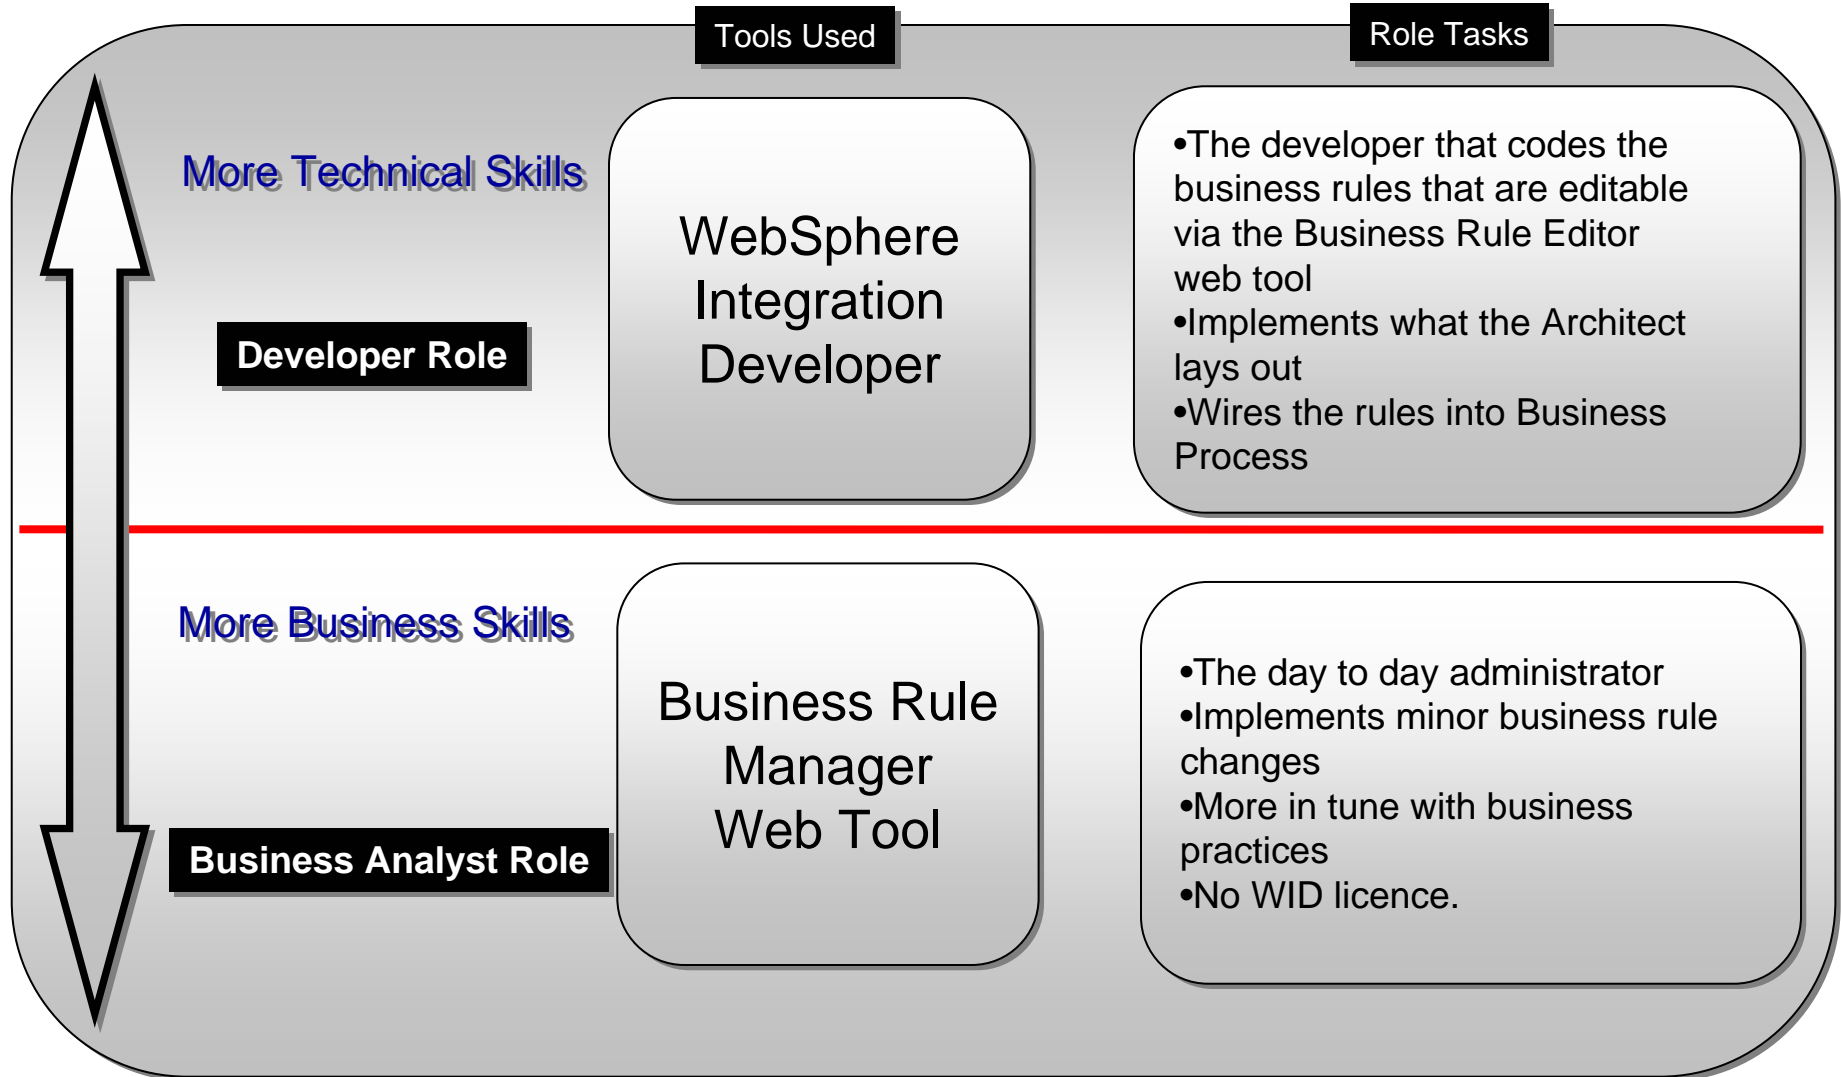 Tools Used
Role Tasks
More Technical Skills
Developer Role
WebSphere
Integration
Developer
•The developer that codes the
business rules that are editable
via the Business Rule Editor
web tool
•Implements what the Architect
lays out
•Wires the rules into Business
Process
More Business Skills
Business Analyst Role
Business Rule
Manager
Web Tool
•The day to day administrator
•Implements minor business rule
changes
•More in tune with business
practices
•No WID licence.